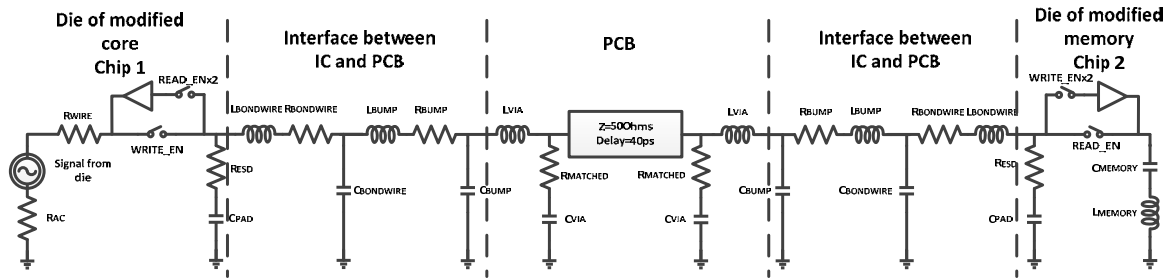 Die of modified
core
Chip 1
Interface between
IC and PCB
PCB
Interface between
IC and PCB
Die of modified
memory
Chip 2
READ_ENx2
RWIRE
WRITE_EN
Signal from
die
RAC
RESD
CPAD
LBONDWIRE RBONDWIRE
LBUMP
RBUMP
CBONDWIRE
CBUMP
LVIA
RMATCHED
CVIA
Z=50Ohms
Delay=40ps
LVIA
RMATCHED
CVIA
CBUMP
RBUMP
LBUMP
RBONDWIRE LBONDWIRE
CBONDWIRE
WRITE_ENx2
READ_EN
RESD
CPAD
CMEMORY
LMEMORY